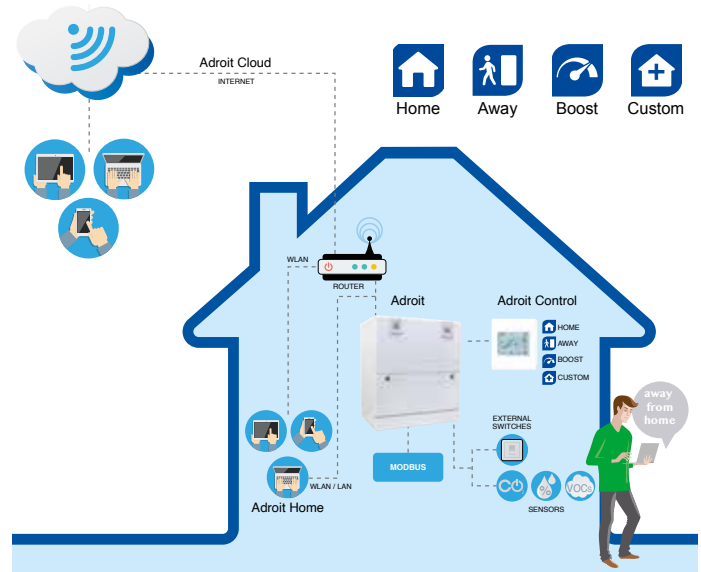 Adroit Cloud
INTERNET
Home
Away
Boost
Custom
WLAN
ROUTER
Adroit
Adroit Control
HOME
AWAY
BOOST
CUSTOM
away
from
home
EXTERNAL
SWITCHES
MODBUS
WLAN / LAN
Adroit Home
%
VOCs
SENSORS